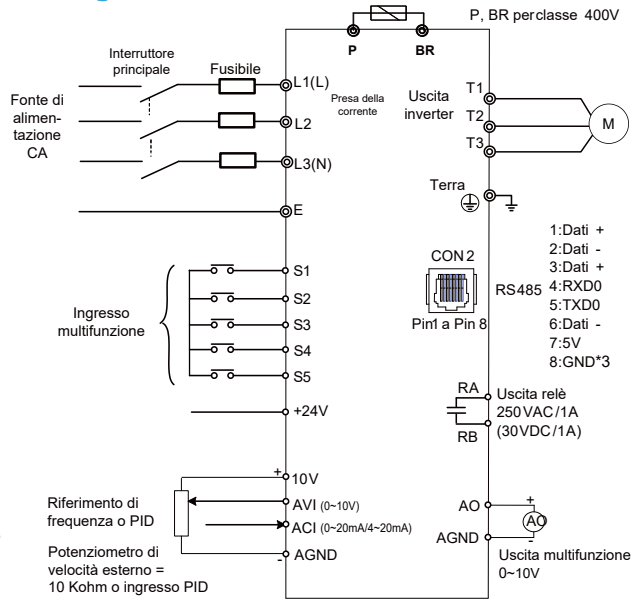 P, BR perclasse 400V
P
BR
Interruttore
principale
Fusibile
Fonte di
alimen-
tazione
CA
L1(L)
L2
L3(N)
E
Presa della
corrente
Uscita
inverter
T1
T2
T3
M
Terra
CON2
Pin1 a Pin 8
RS485
1:Dati +
2:Dati -
3:Dati +
4:RXD0
5:TXD0
6:Dati -
7:5V
8:GND*3
Ingresso
multifunzione
S1
S2
S3
S4
S5
+24V
RA
RB
Uscita relè
250VAC/1A
(30VDC/1A)
Riferimento di
frequenza o PID
Potenziometro di
velocità esterno =
10 Kohm o ingresso PID
+
10V
AVI (0~10V)
ACI (0~20mA/4~20mA)
-
AGND
AO
AGND
+
AO
-
Uscita multifunzione
0~10V